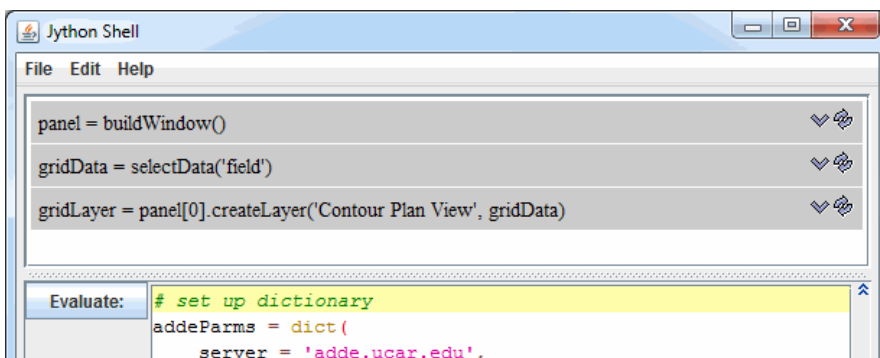 Jython Shell
File Edit Help
panel = buildWindow()
gridData = selectData('field')
gridLayer = panel[0].createLayer('Contour Plan View', gridData)
Evaluate:
# set up dictionary
addeParms = dict(
server = 'adde.ucar.edu',